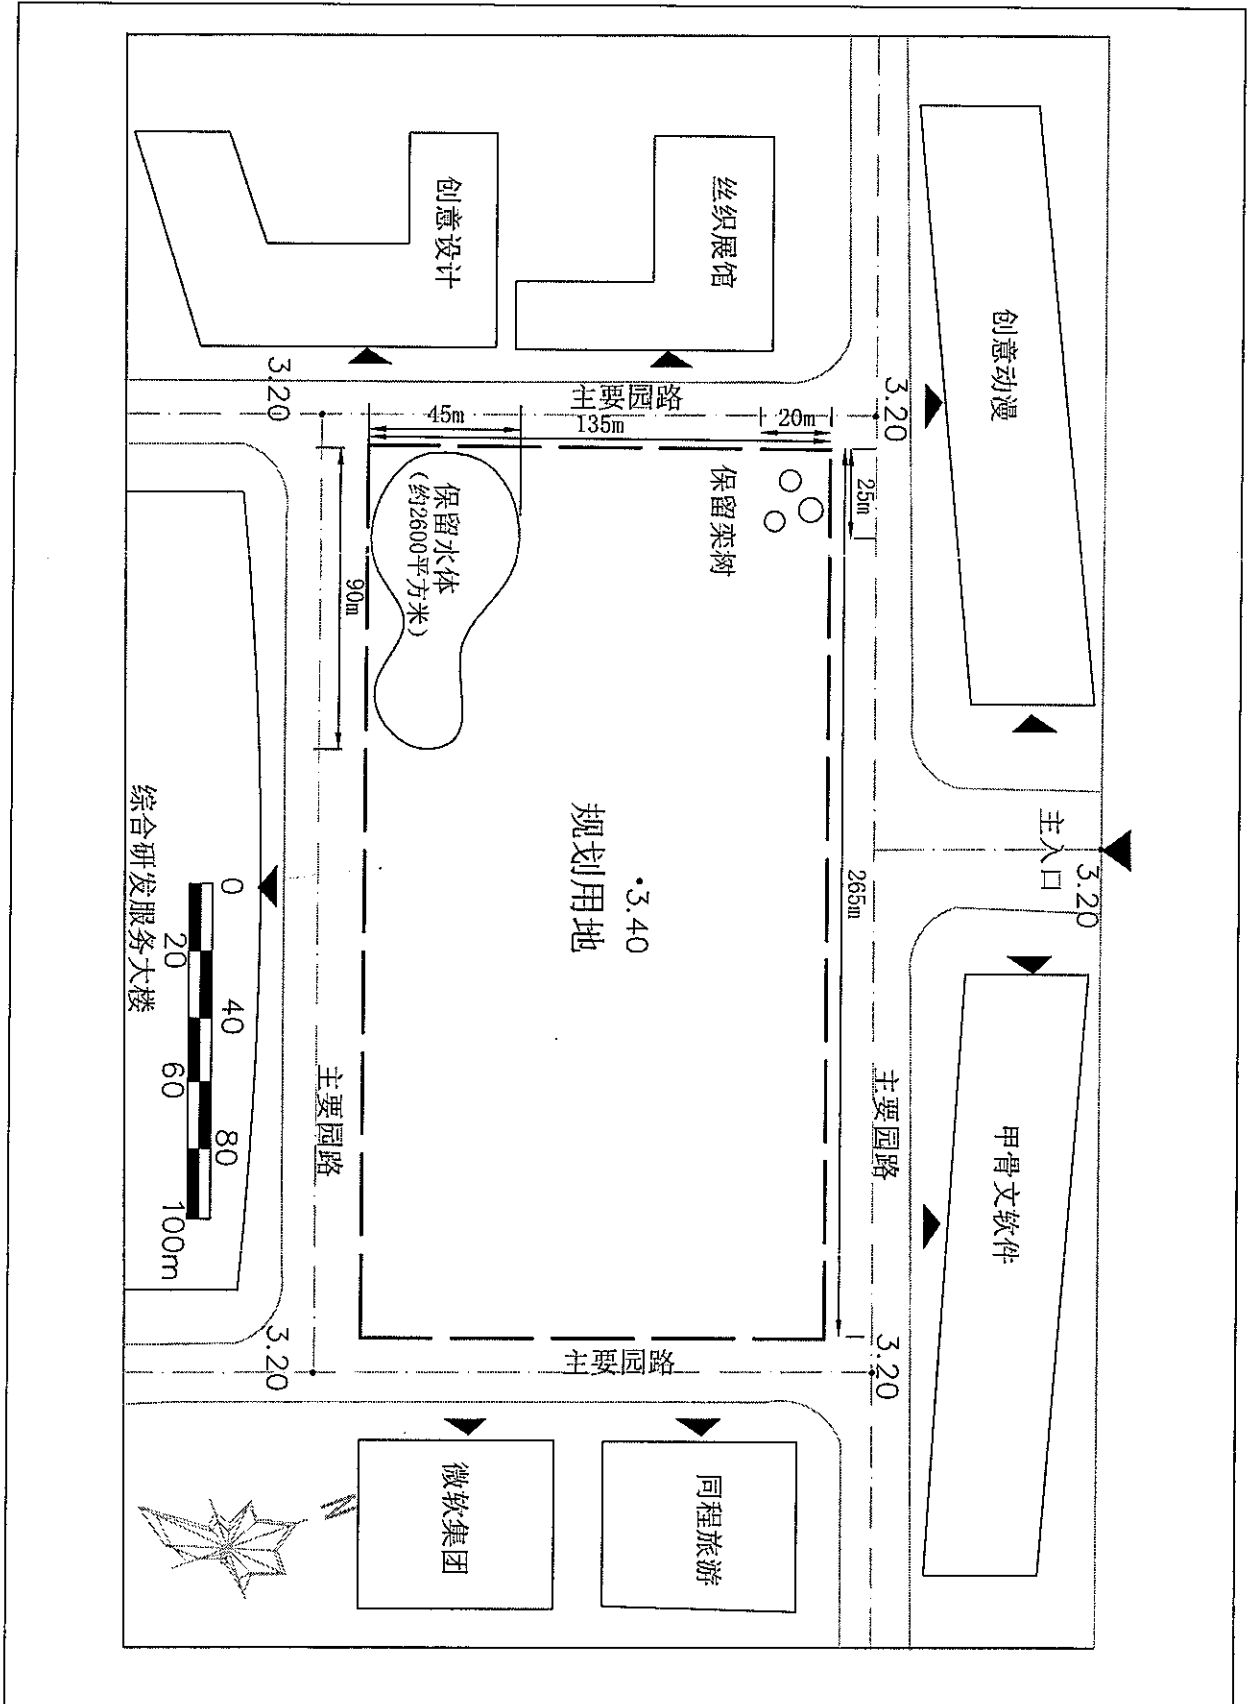 创意动漫
主入口
3.20
甲骨文软件
丝织展馆
创意设计
3.20
主要园路
3.20
主要园路
3.20
265m
25m
20m
135m
45m
保留栾树
保留水体
(约2600平方米)
90m
•3.40
规划用地
主要园路
同程旅游
微软集团
3.20
主要园路
综合研发服务大楼
0 20 40 60 80 100m
N